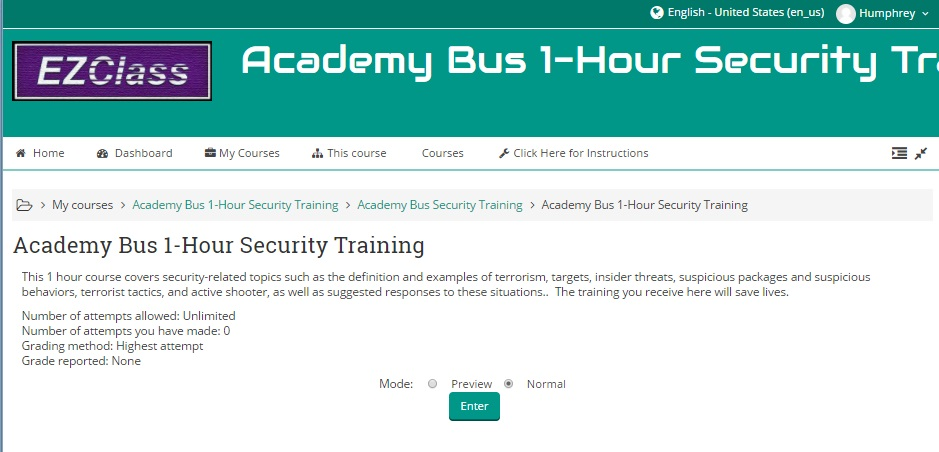 English - United States (en_us) Humphrey
EZClass
Academy Bus 1-Hour Security Tr
Home Dashboard My Courses This course Courses Click Here for Instructions
My courses > Academy Bus 1-Hour Security Training > Academy Bus Security Training > Academy Bus 1-Hour Security Training
Academy Bus 1-Hour Security Training
This 1 hour course covers security-related topics such as the definition and examples of terrorism, targets, insider threats, suspicious packages and suspicious
behaviors, terrorist tactics, and active shooter, as well as suggested responses to these situations.. The training you receive here will save lives.
Number of attempts allowed: Unlimited
Number of attempts you have made: 0
Grading method: Highest attempt
Grade reported: None
Mode: Preview Normal
Enter